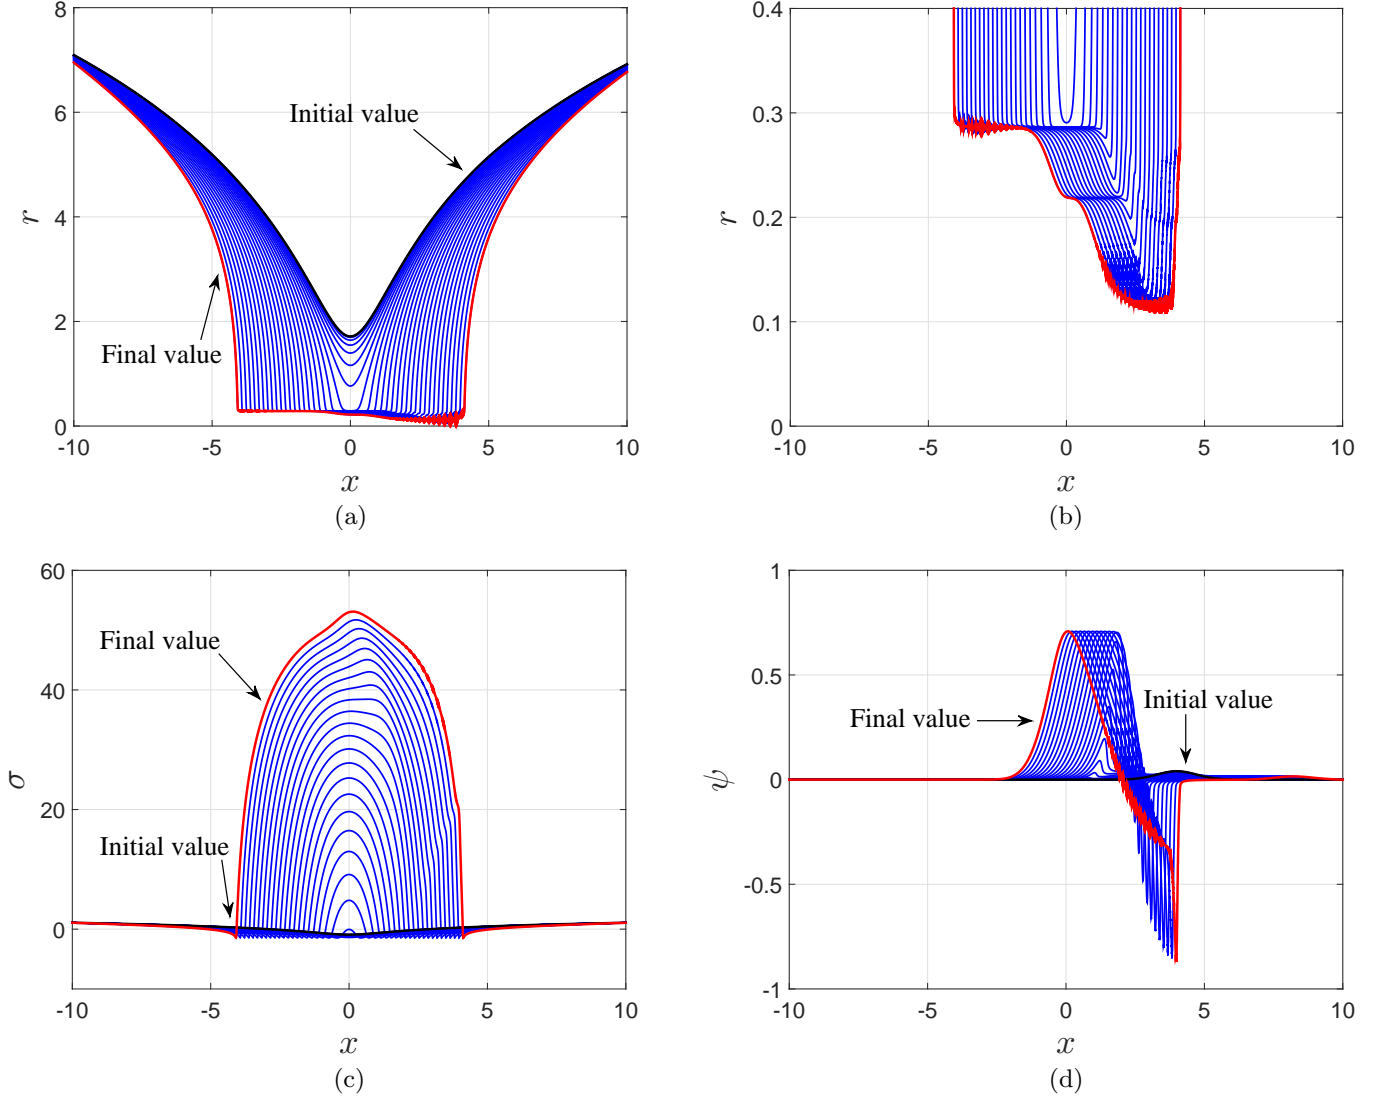 8
6
4
2
0
r
Initial value
Final value
-10
-5
0
5
10
x
(a)
0.4
0.3
0.2
0.1
0
r
-10
-5
0
5
10
x
(b)
60
40
20
0
σ
Final value
Initial value
-10
-5
0
5
10
x
(c)
1
0.5
0
-0.5
-1
ψ
Initial value
Final value
-10
-5
0
5
10
x
(d)